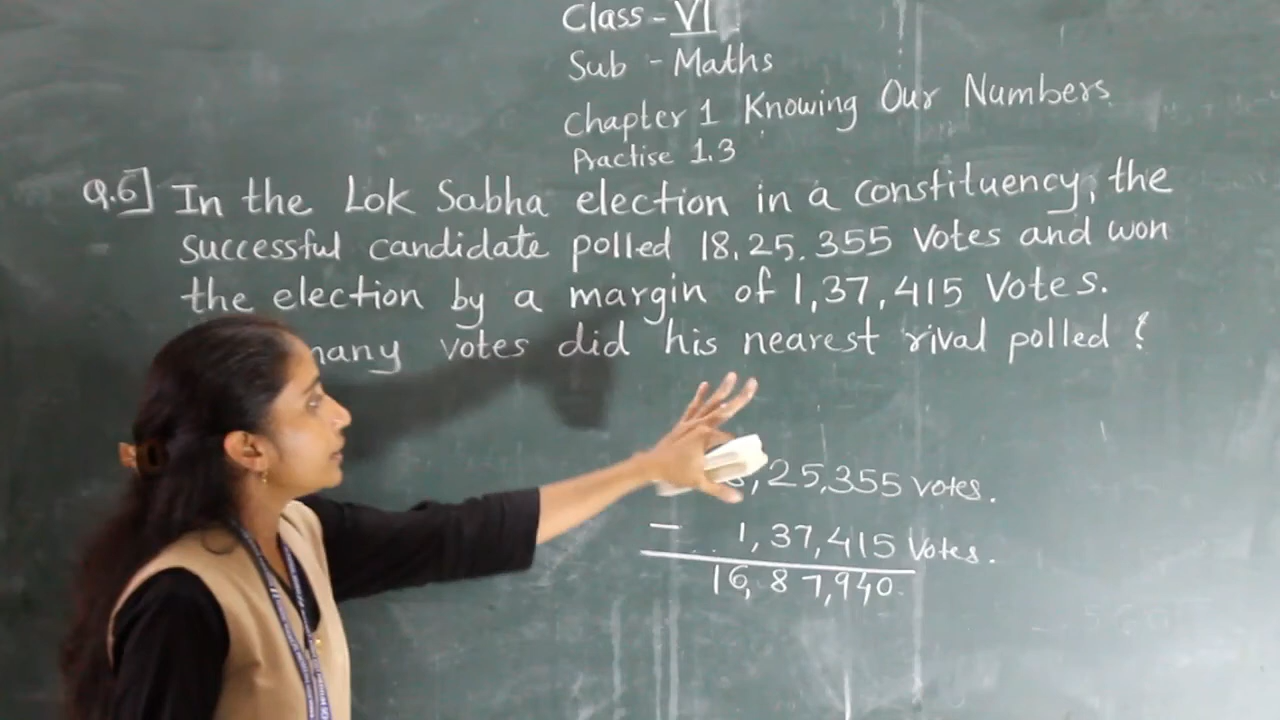 Class - VI
Sub - Maths
Chapter 1 Knowing Our Numbers
Practise 1.3
Q.6] In the Lok Sabha election in a constituency, the
successful candidate polled 18,25,355 Votes and won
the election by a margin of 1,37,415 Votes.
many votes did his nearest rival polled ?
,25,355 votes.
- 1,37,415 Votes.
16,87,940